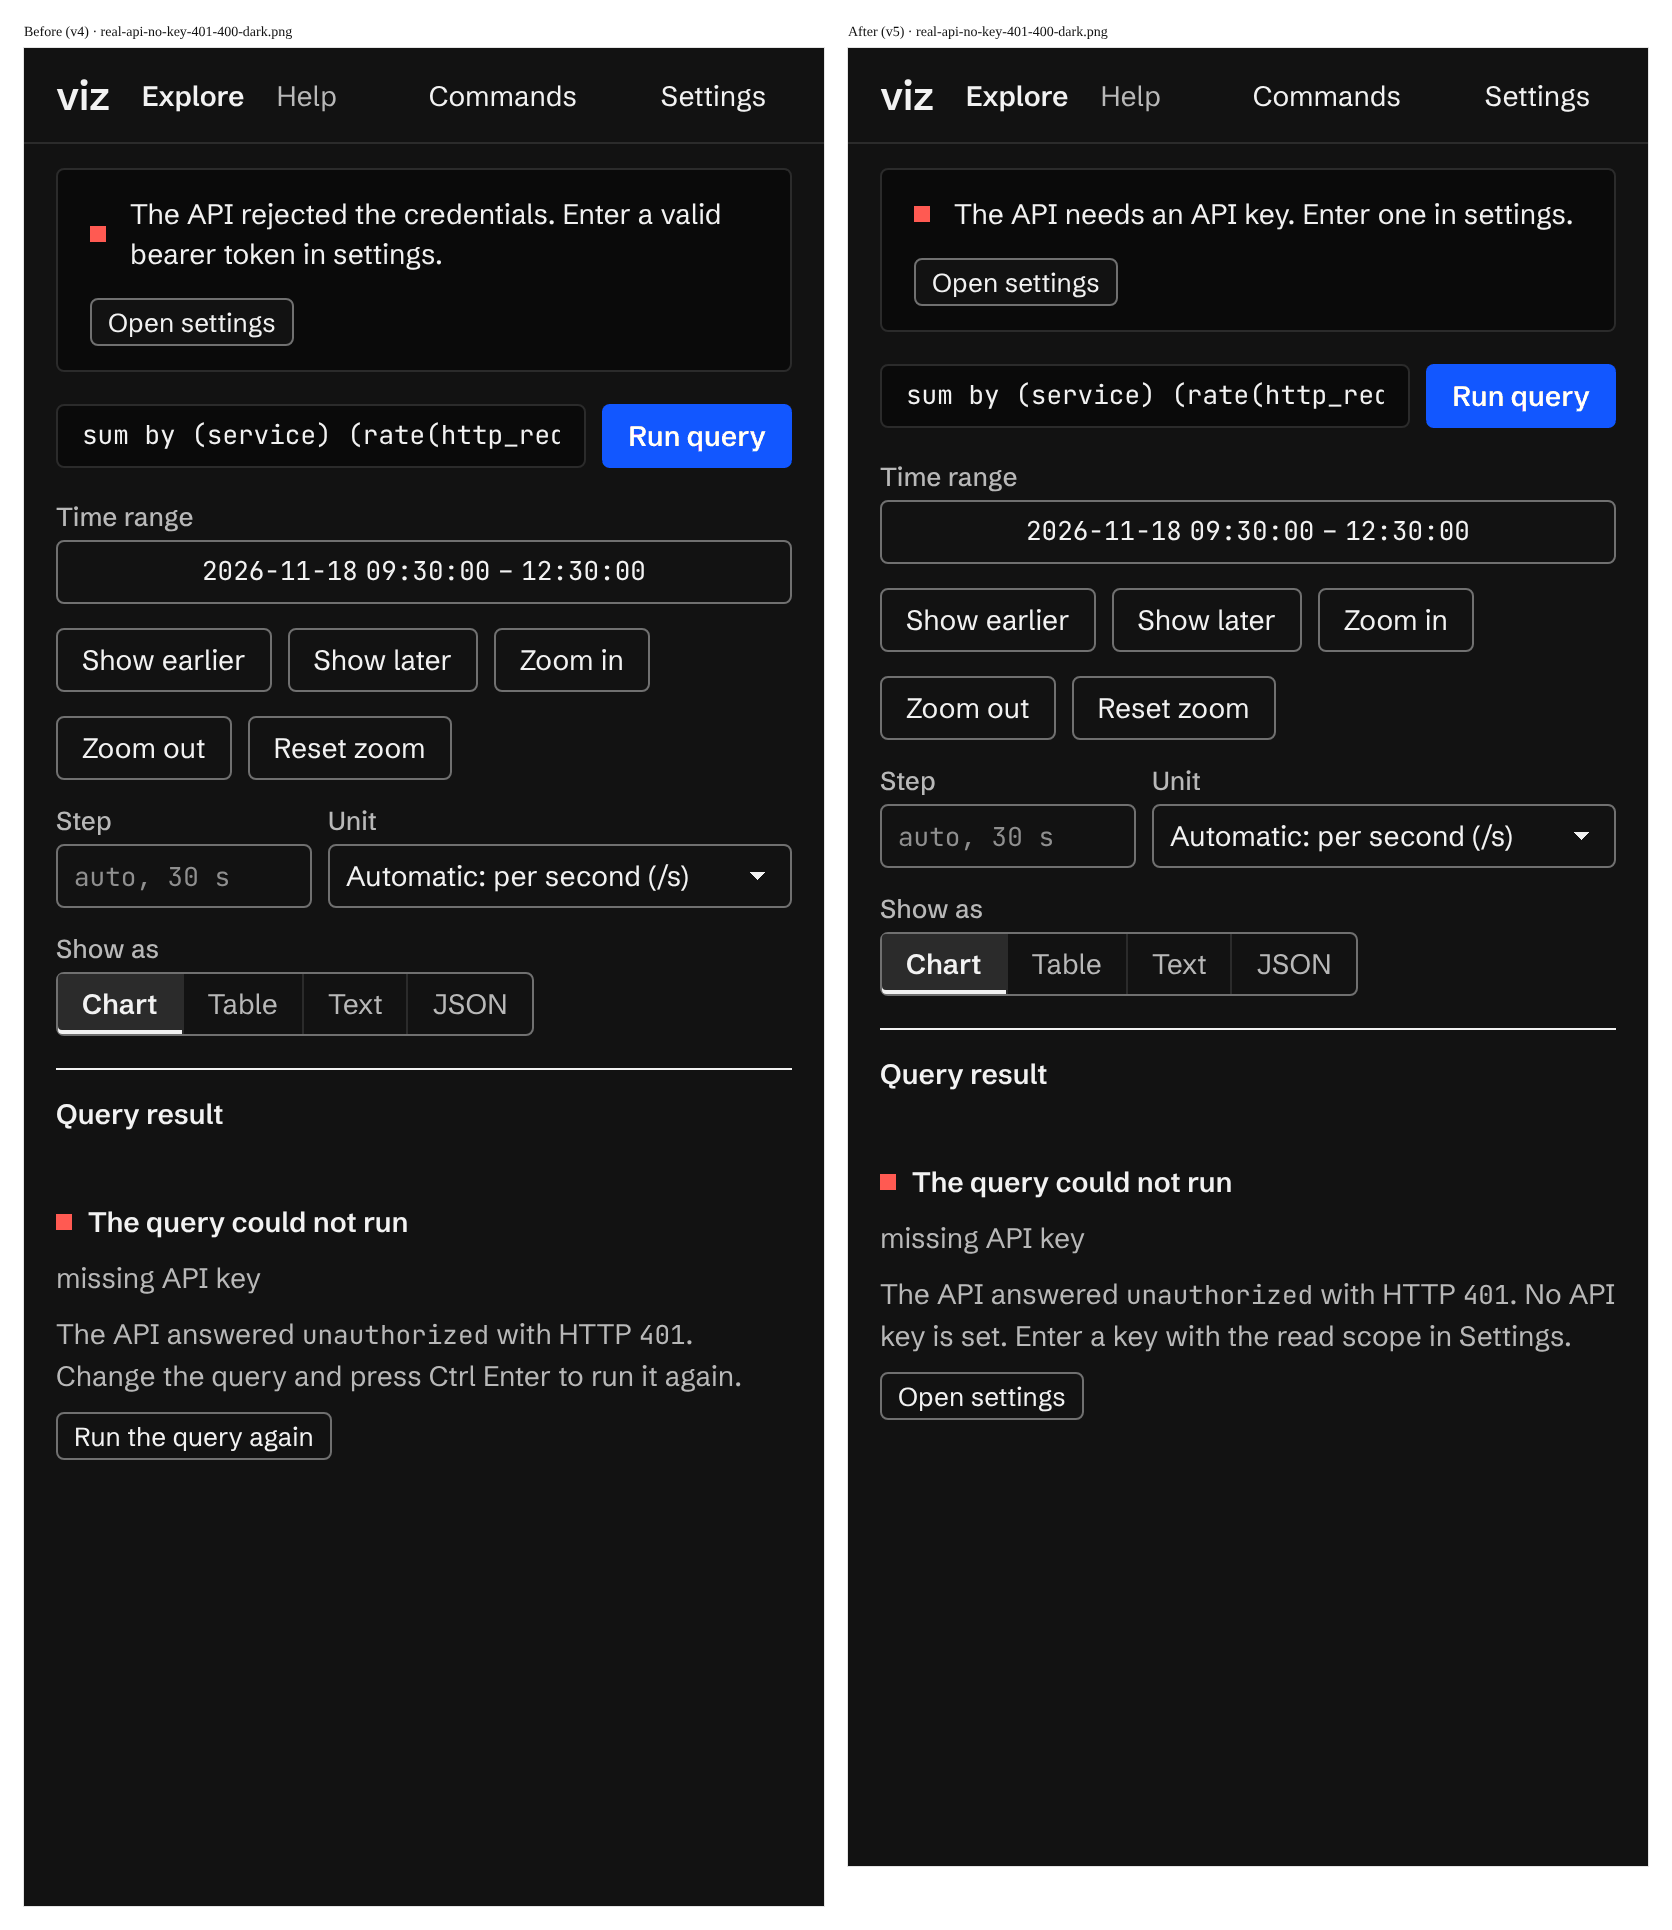 Before (v4) · real-api-no-key-401-400-dark.png
viz Explore Help Commands Settings
The API rejected the credentials. Enter a valid
bearer token in settings.
Open settings
sum by (service) (rate(http_req
Run query
Time range
2026-11-18 09:30:00 – 12:30:00
Show earlier Show later Zoom in
Zoom out Reset zoom
Step Unit
auto, 30 s Automatic: per second (/s)
Show as
Chart Table Text JSON
Query result
The query could not run
missing API key
The API answered unauthorized with HTTP 401.
Change the query and press Ctrl Enter to run it again.
Run the query again
After (v5) · real-api-no-key-401-400-dark.png
viz Explore Help Commands Settings
The API needs an API key. Enter one in settings.
Open settings
sum by (service) (rate(http_req
Run query
Time range
2026-11-18 09:30:00 – 12:30:00
Show earlier Show later Zoom in
Zoom out Reset zoom
Step Unit
auto, 30 s Automatic: per second (/s)
Show as
Chart Table Text JSON
Query result
The query could not run
missing API key
The API answered unauthorized with HTTP 401. No API
key is set. Enter a key with the read scope in Settings.
Open settings